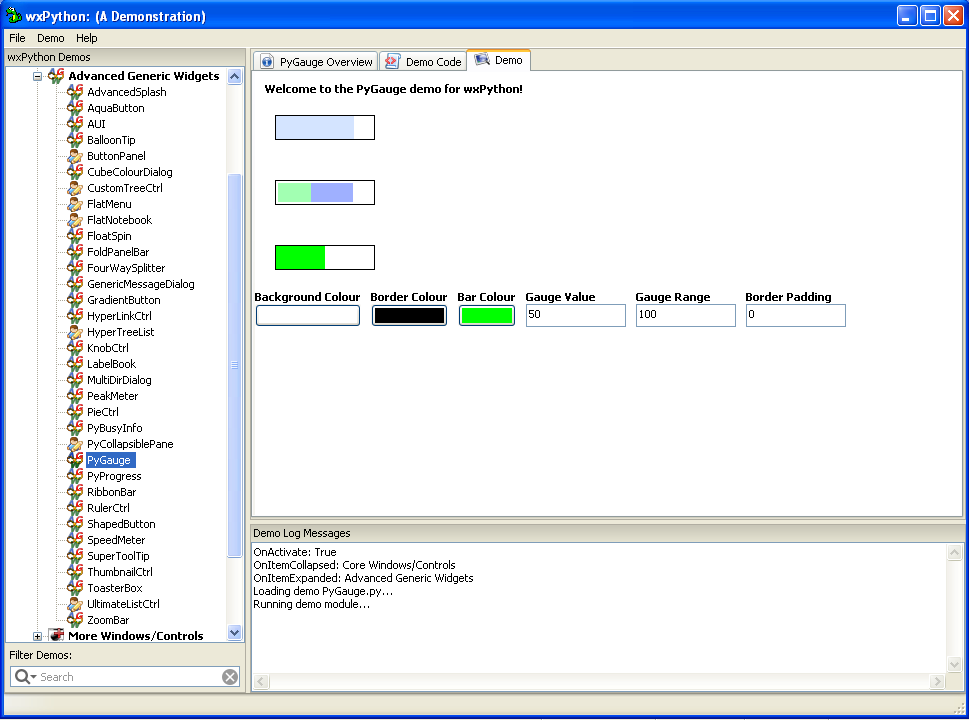 wxPython: (A Demonstration)
File Demo Help
wxPython Demos
Advanced Generic Widgets
AdvancedSplash
AquaButton
AUI
BalloonTip
ButtonPanel
CubeColourDialog
CustomTreeCtrl
FlatMenu
FlatNotebook
FloatSpin
FoldPanelBar
FourWaySplitter
GenericMessageDialog
GradientButton
HyperLinkCtrl
HyperTreeList
KnobCtrl
LabelBook
MultiDirDialog
PeakMeter
PieCtrl
PyBusyInfo
PyCollapsiblePane
PyGauge
PyProgress
RibbonBar
RulerCtrl
ShapedButton
SpeedMeter
SuperToolTip
ThumbnailCtrl
ToasterBox
UltimateListCtrl
ZoomBar
More Windows/Controls
Filter Demos:
Search
PyGauge Overview Demo Code Demo
Welcome to the PyGauge demo for wxPython!
Background Colour Border Colour Bar Colour Gauge Value Gauge Range Border Padding
50 100 0
Demo Log Messages
OnActivate: True
OnItemCollapsed: Core Windows/Controls
OnItemExpanded: Advanced Generic Widgets
Loading demo PyGauge.py...
Running demo module...